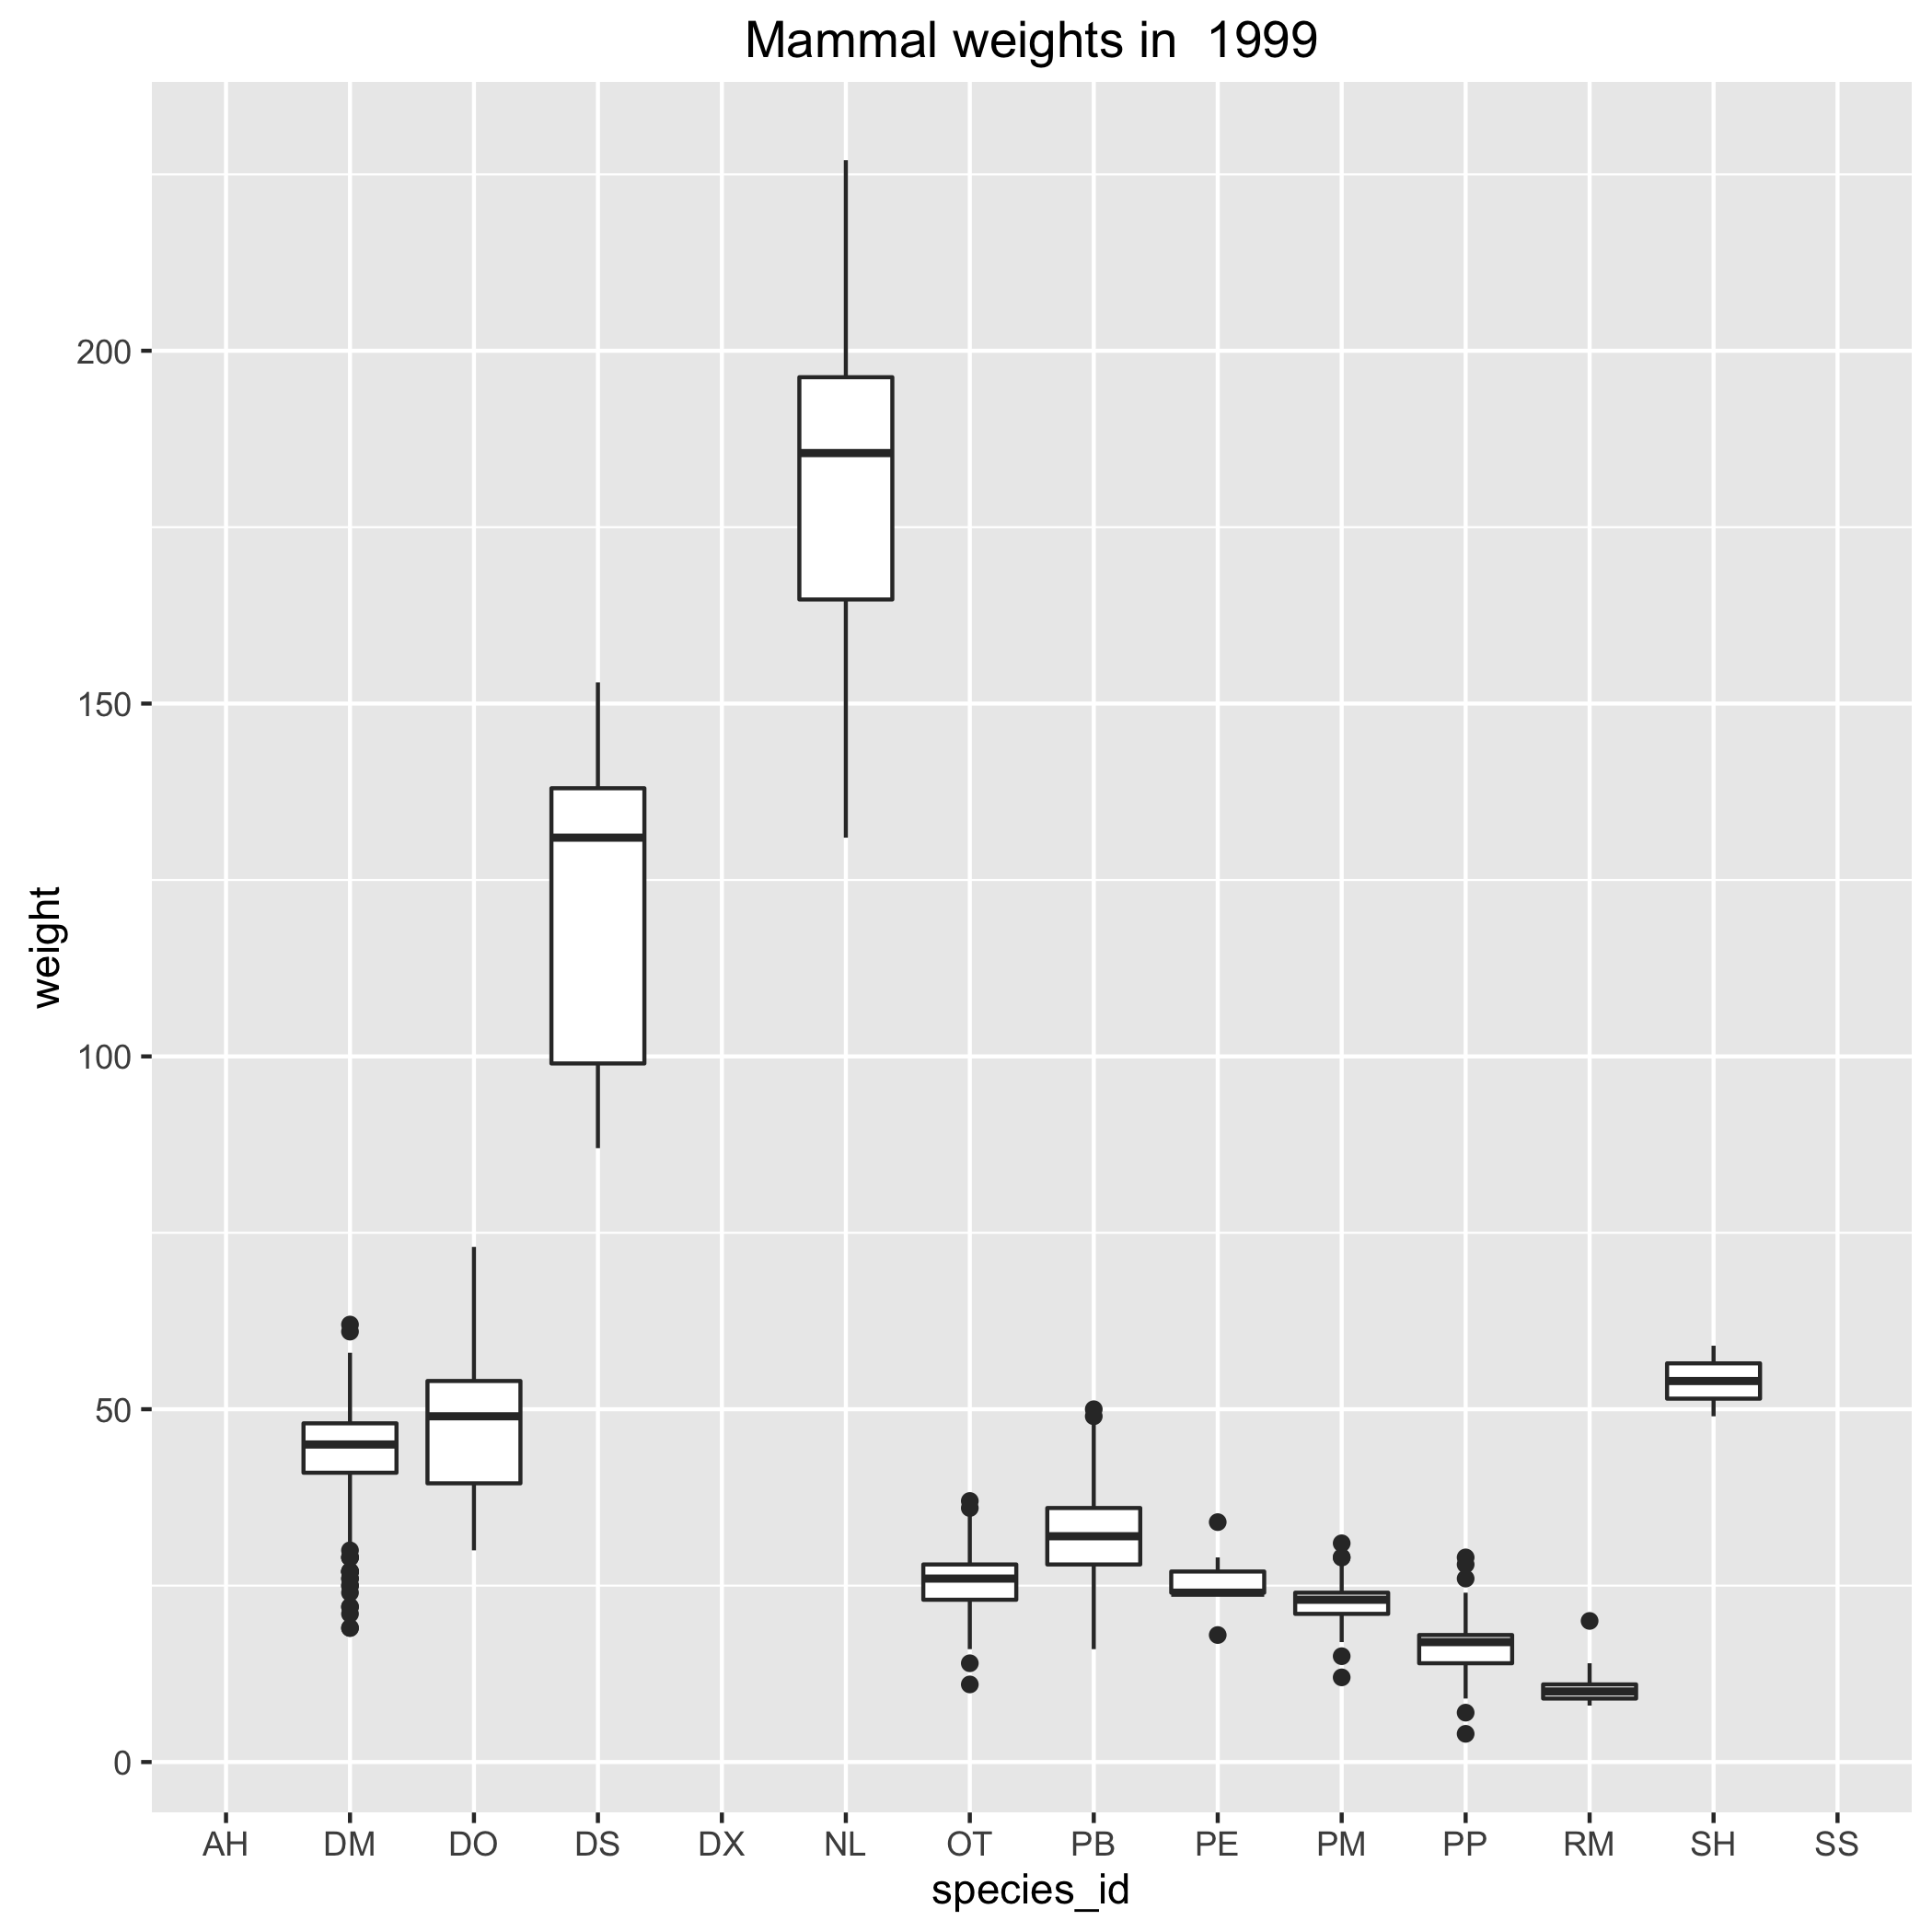 Mammal weights in  1999
weight
200
150
100
50
0
AH DM DO DS DX NL OT PB PE PM PP RM SH SS
species_id